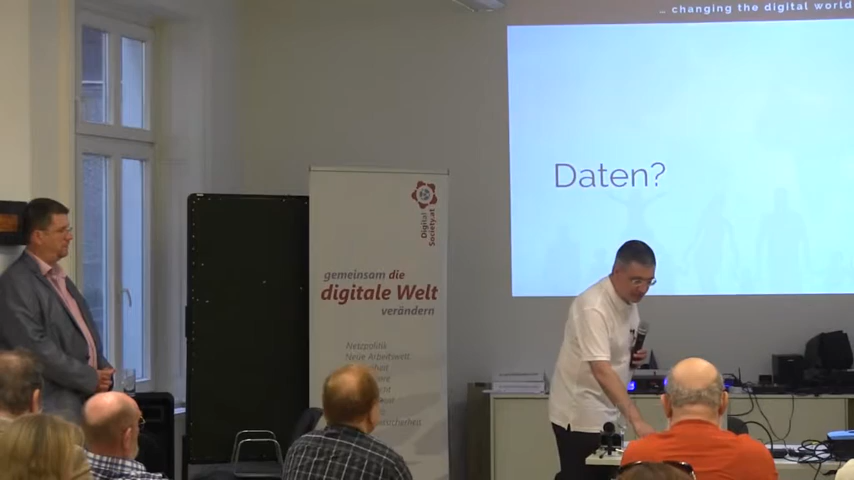 … changing the digital world
Daten?
Digital
Society.at
gemeinsam die
digitale Welt
verändern
Netzpolitik
Neue Arbeitswelt